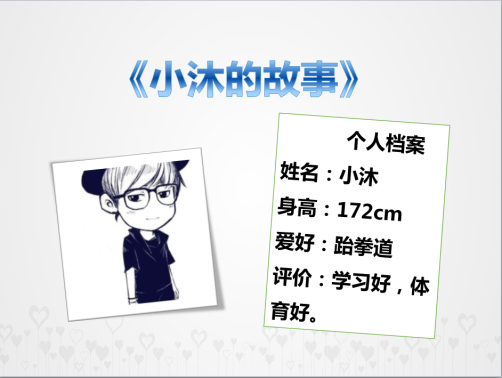 《小沐的故事》
个人档案
姓名：小沐
身高：172cm
爱好：跆拳道
评价：学习好，体
育好。